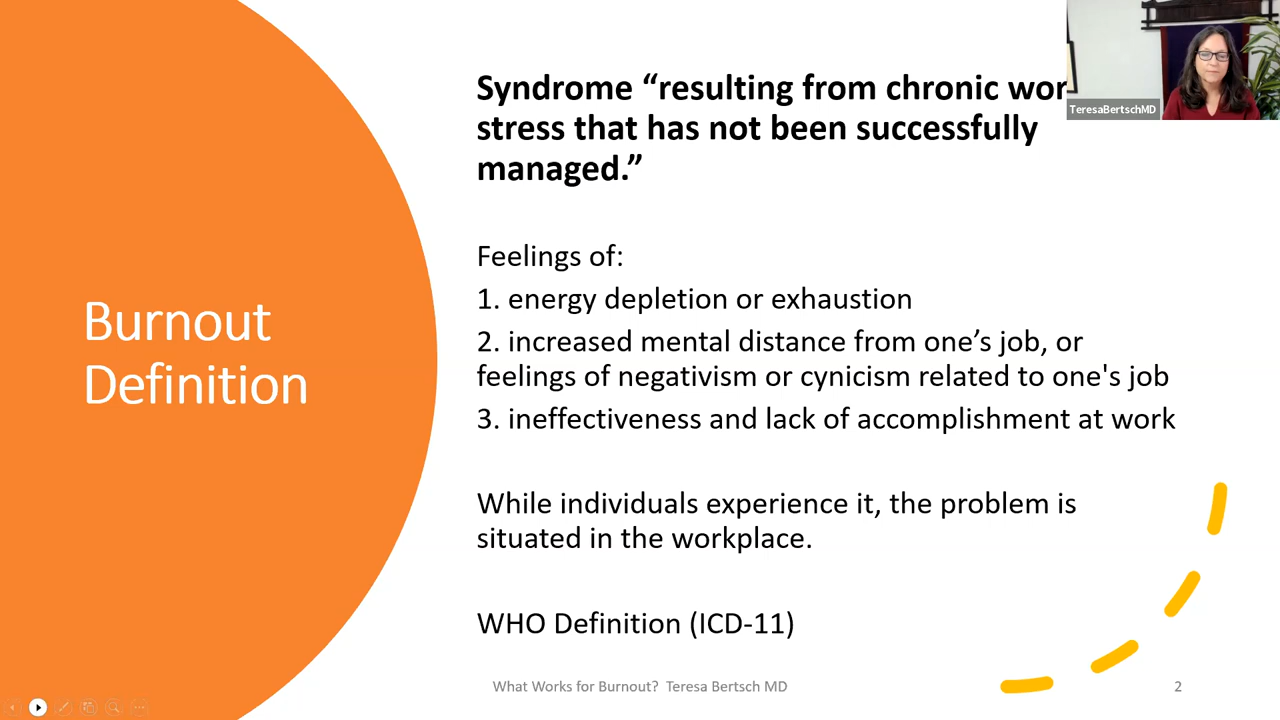 Syndrome “resulting from chronic wor
stress that has not been successfully
managed.”
TeresaBertschMD
Feelings of:
1. energy depletion or exhaustion
2. increased mental distance from one’s job, or
feelings of negativism or cynicism related to one's job
3. ineffectiveness and lack of accomplishment at work
Burnout
Definition
While individuals experience it, the problem is
situated in the workplace.
WHO Definition (ICD-11)
What Works for Burnout? Teresa Bertsch MD
2